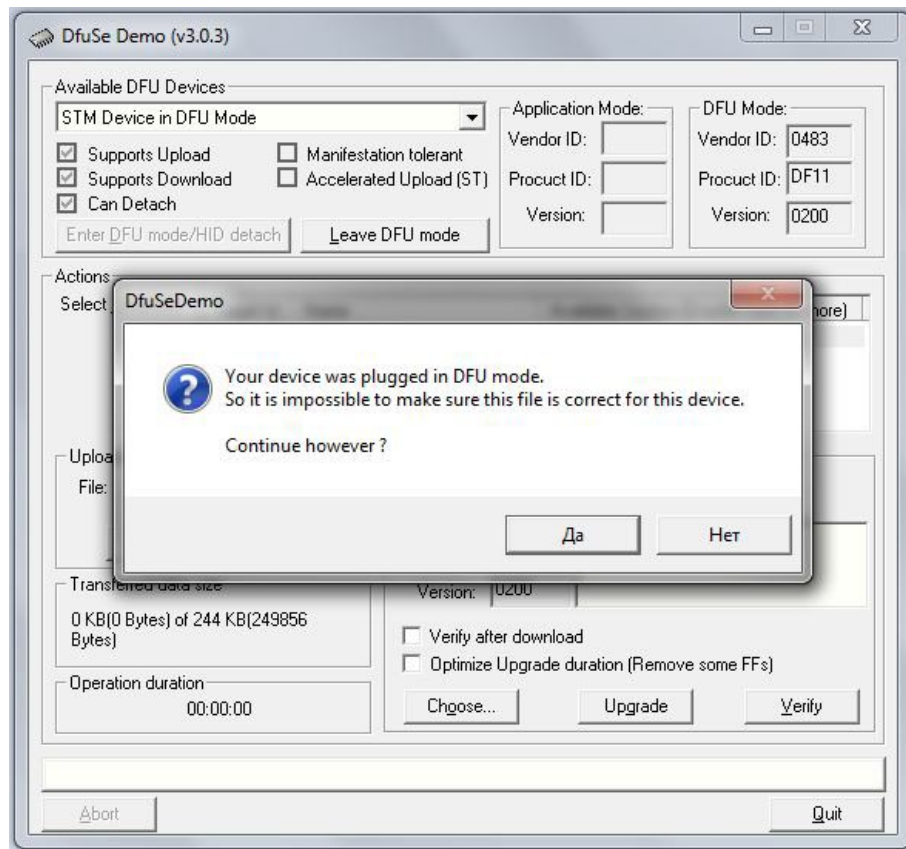 DfuSe Demo (v3.0.3)
Available DFU Devices
STM Device in DFU Mode
Supports Upload
Manifestation tolerant
Supports Download
Accelerated Upload (ST)
Can Detach
Enter DFU mode/HID detach
Leave DFU mode
Application Mode:
Vendor ID:
Procuct ID:
Version:
DFU Mode:
Vendor ID: 0483
Procuct ID: DF11
Version: 0200
Actions
Select
DfuSeDemo
Your device was plugged in DFU mode.
So it is impossible to make sure this file is correct for this device.
Continue however ?
Да
Нет
File:
Transferred data size
0 KB(0 Bytes) of 244 KB(249856
Bytes)
Operation duration
00:00:00
Version: 0200
Verify after download
Optimize Upgrade duration (Remove some FFs)
Choose...
Upgrade
Verify
Abort
Quit